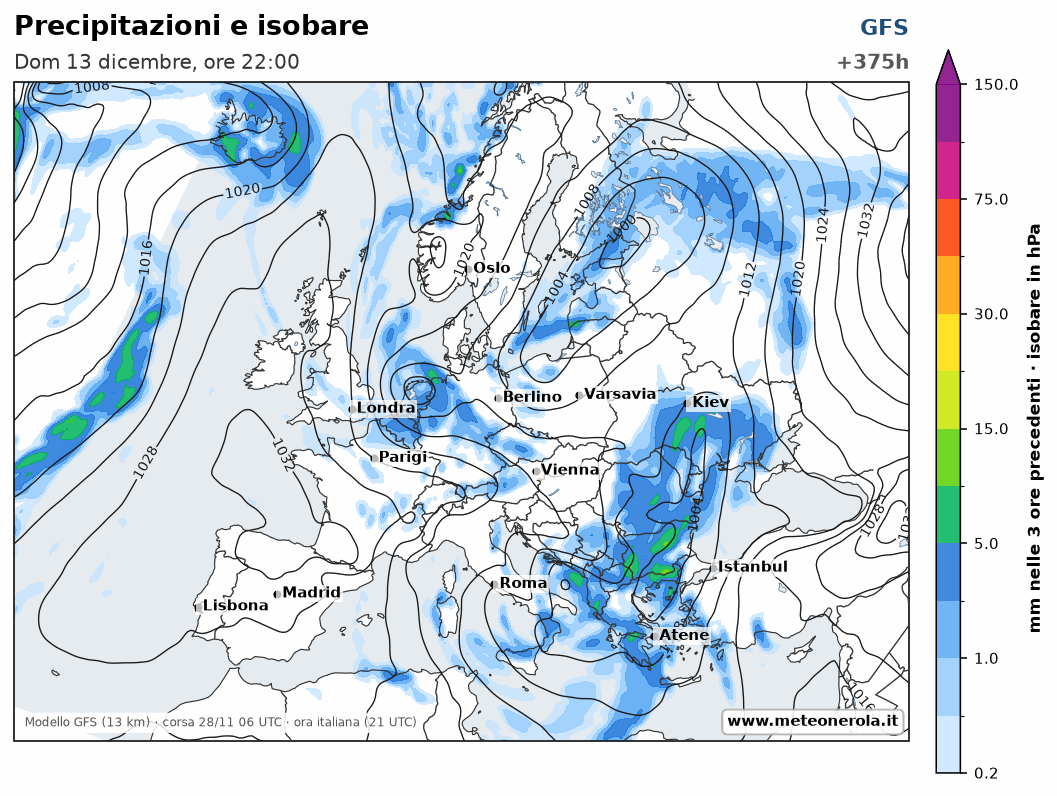 Precipitazioni e isobare
GFS
Dom 13 dicembre, ore 22:00
+375h
1008
150.0
1020
1008
75.0
1024
1032
1000
1016
1020
Oslo
1012
1020
1004
30.0
Berlino
Varsavia
Kiev
Londra
15.0
1028
1032
Parigi
Vienna
1004
1028
5.0
Istanbul
Roma
Madrid
Lisbona
Atene
1.0
1016
Modello GFS (13 km) · corsa 28/11 06 UTC · ora italiana (21 UTC)
www.meteonerola.it
0.2
mm nelle 3 ore precedenti · isobare in hPa